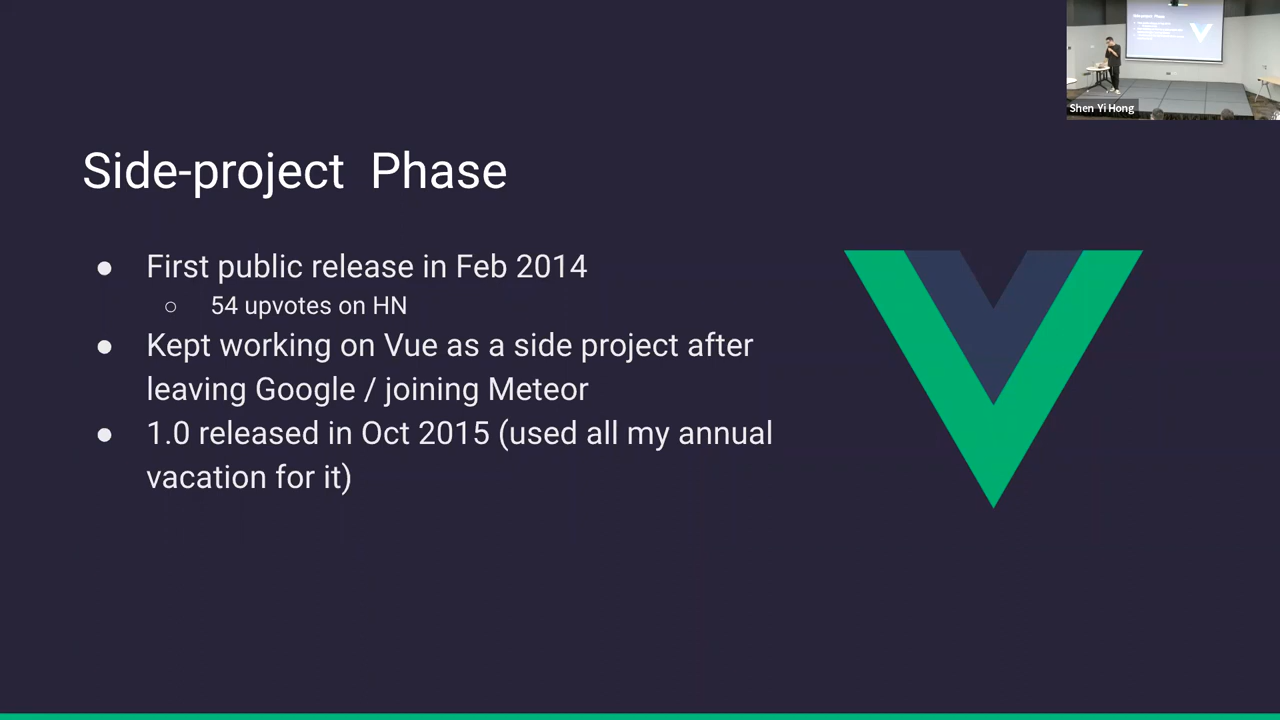 Shen Yi Hong
Side-project Phase
● First public release in Feb 2014
○ 54 upvotes on HN
● Kept working on Vue as a side project after
leaving Google / joining Meteor
● 1.0 released in Oct 2015 (used all my annual
vacation for it)